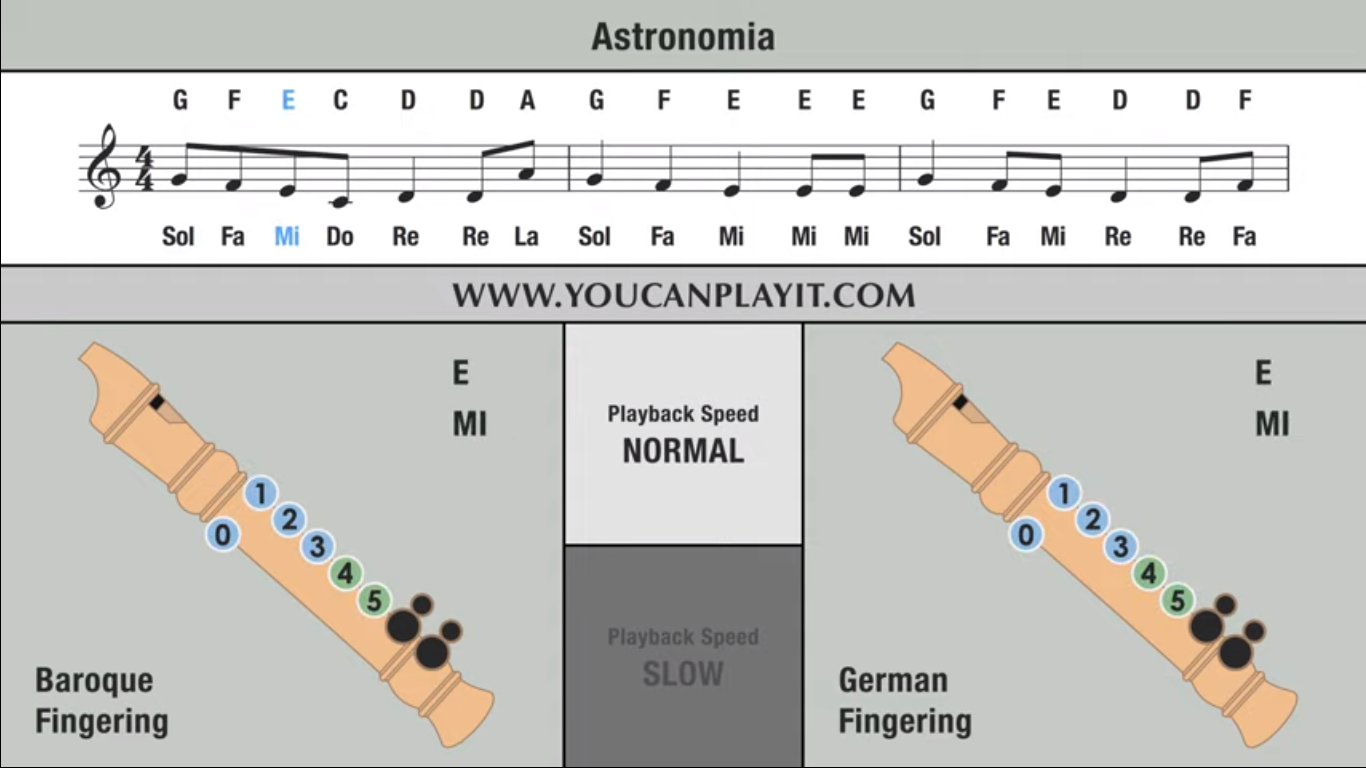 Astronomia
G F E C D D A G F E E E G F E D D F
4
4
Sol Fa Mi Do Re Re La Sol Fa Mi Mi Mi Sol Fa Mi Re Re Fa
WWW.YOUCANPLAYIT.COM
E
MI
0 1 2 3 4 5
Baroque
Fingering
Playback Speed
NORMAL
Playback Speed
SLOW
E
MI
0 1 2 3 4 5
German
Fingering